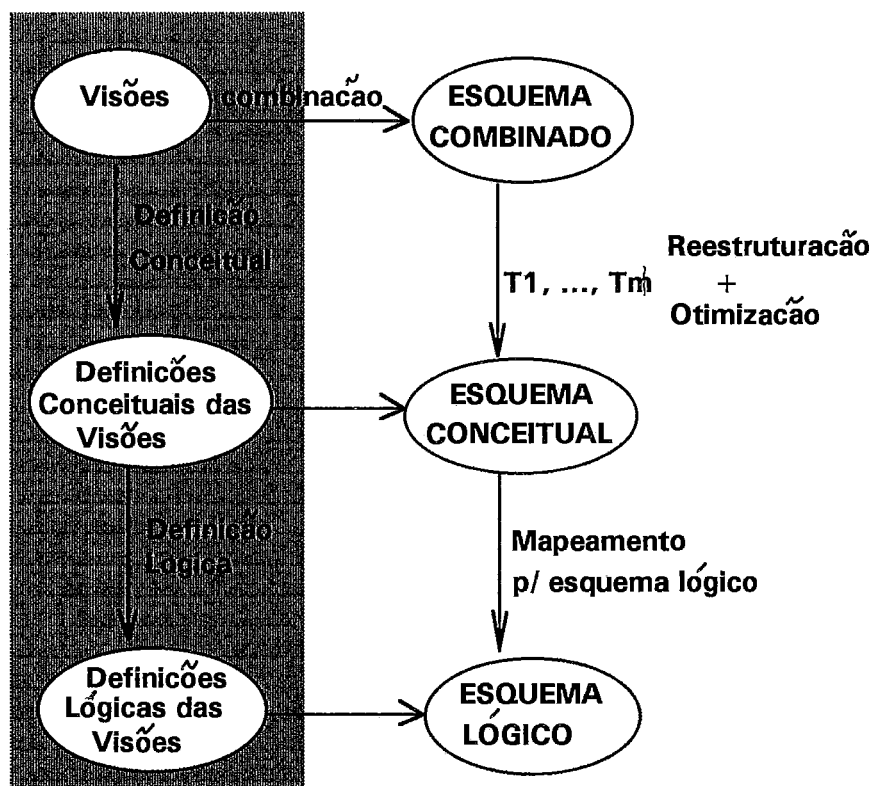 Visões
combinacão
ESQUEMA
COMBINADO
Definicão
Conceitual
T1, ..., Tm
Reestruturacão
+
Otimizacão
Definicões
Conceituais das
Visões
ESQUEMA
CONCEITUAL
Definicão
Lógica
Mapeamento
p/ esquema lógico
Definicões
Lógicas das
Visões
ESQUEMA
LÓGICO